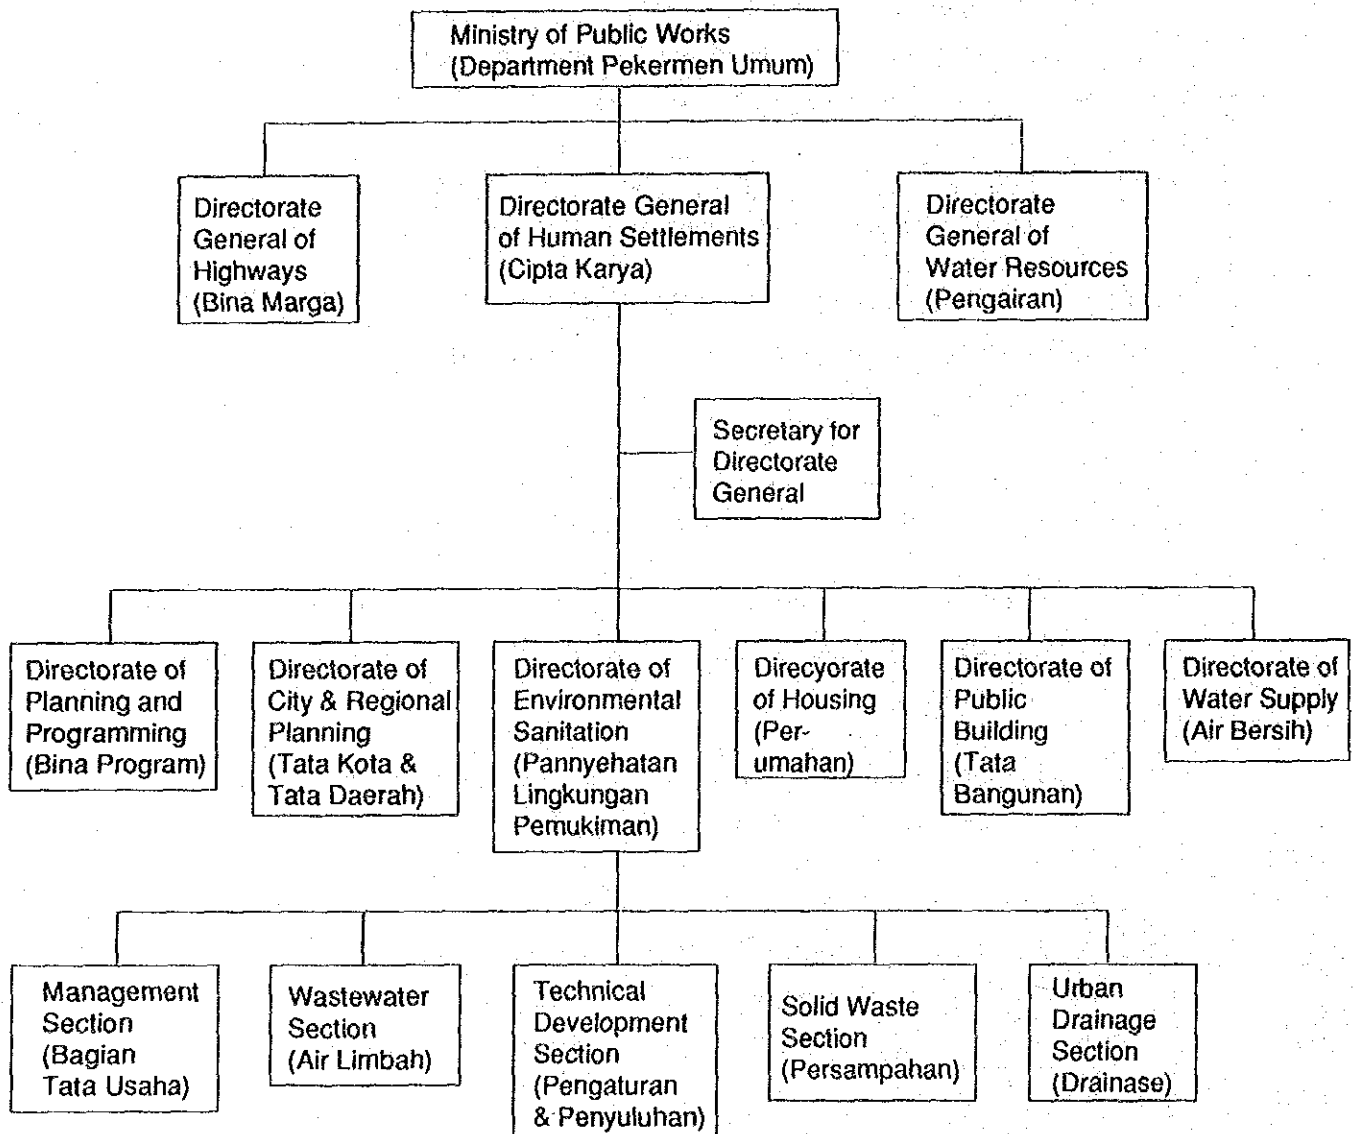 Ministry of Public Works
(Department Pekermen Umum)
Directorate
General of
Highways
(Bina Marga)
Directorate General
of Human Settlements
(Cipta Karya)
Directorate
General of
Water Resources
(Pengairan)
Secretary for
Directorate
General
Directorate of
Planning and
Programming
(Bina Program)
Directorate of
City & Regional
Planning
(Tata Kota &
Tata Daerah)
Directorate of
Environmental
Sanitation
(Pannyehatan
Lingkungan
Pemukiman)
Direcyorate
of Housing
(Per-
umahan)
Directorate of
Public
Building
(Tata
Bangunan)
Directorate of
Water Supply
(Air Bersih)
Management
Section
(Bagian
Tata Usaha)
Wastewater
Section
(Air Limbah)
Technical
Development
Section
(Pengaturan
& Penyuluhan)
Solid Waste
Section
(Persampahan)
Urban
Drainage
Section
(Drainase)